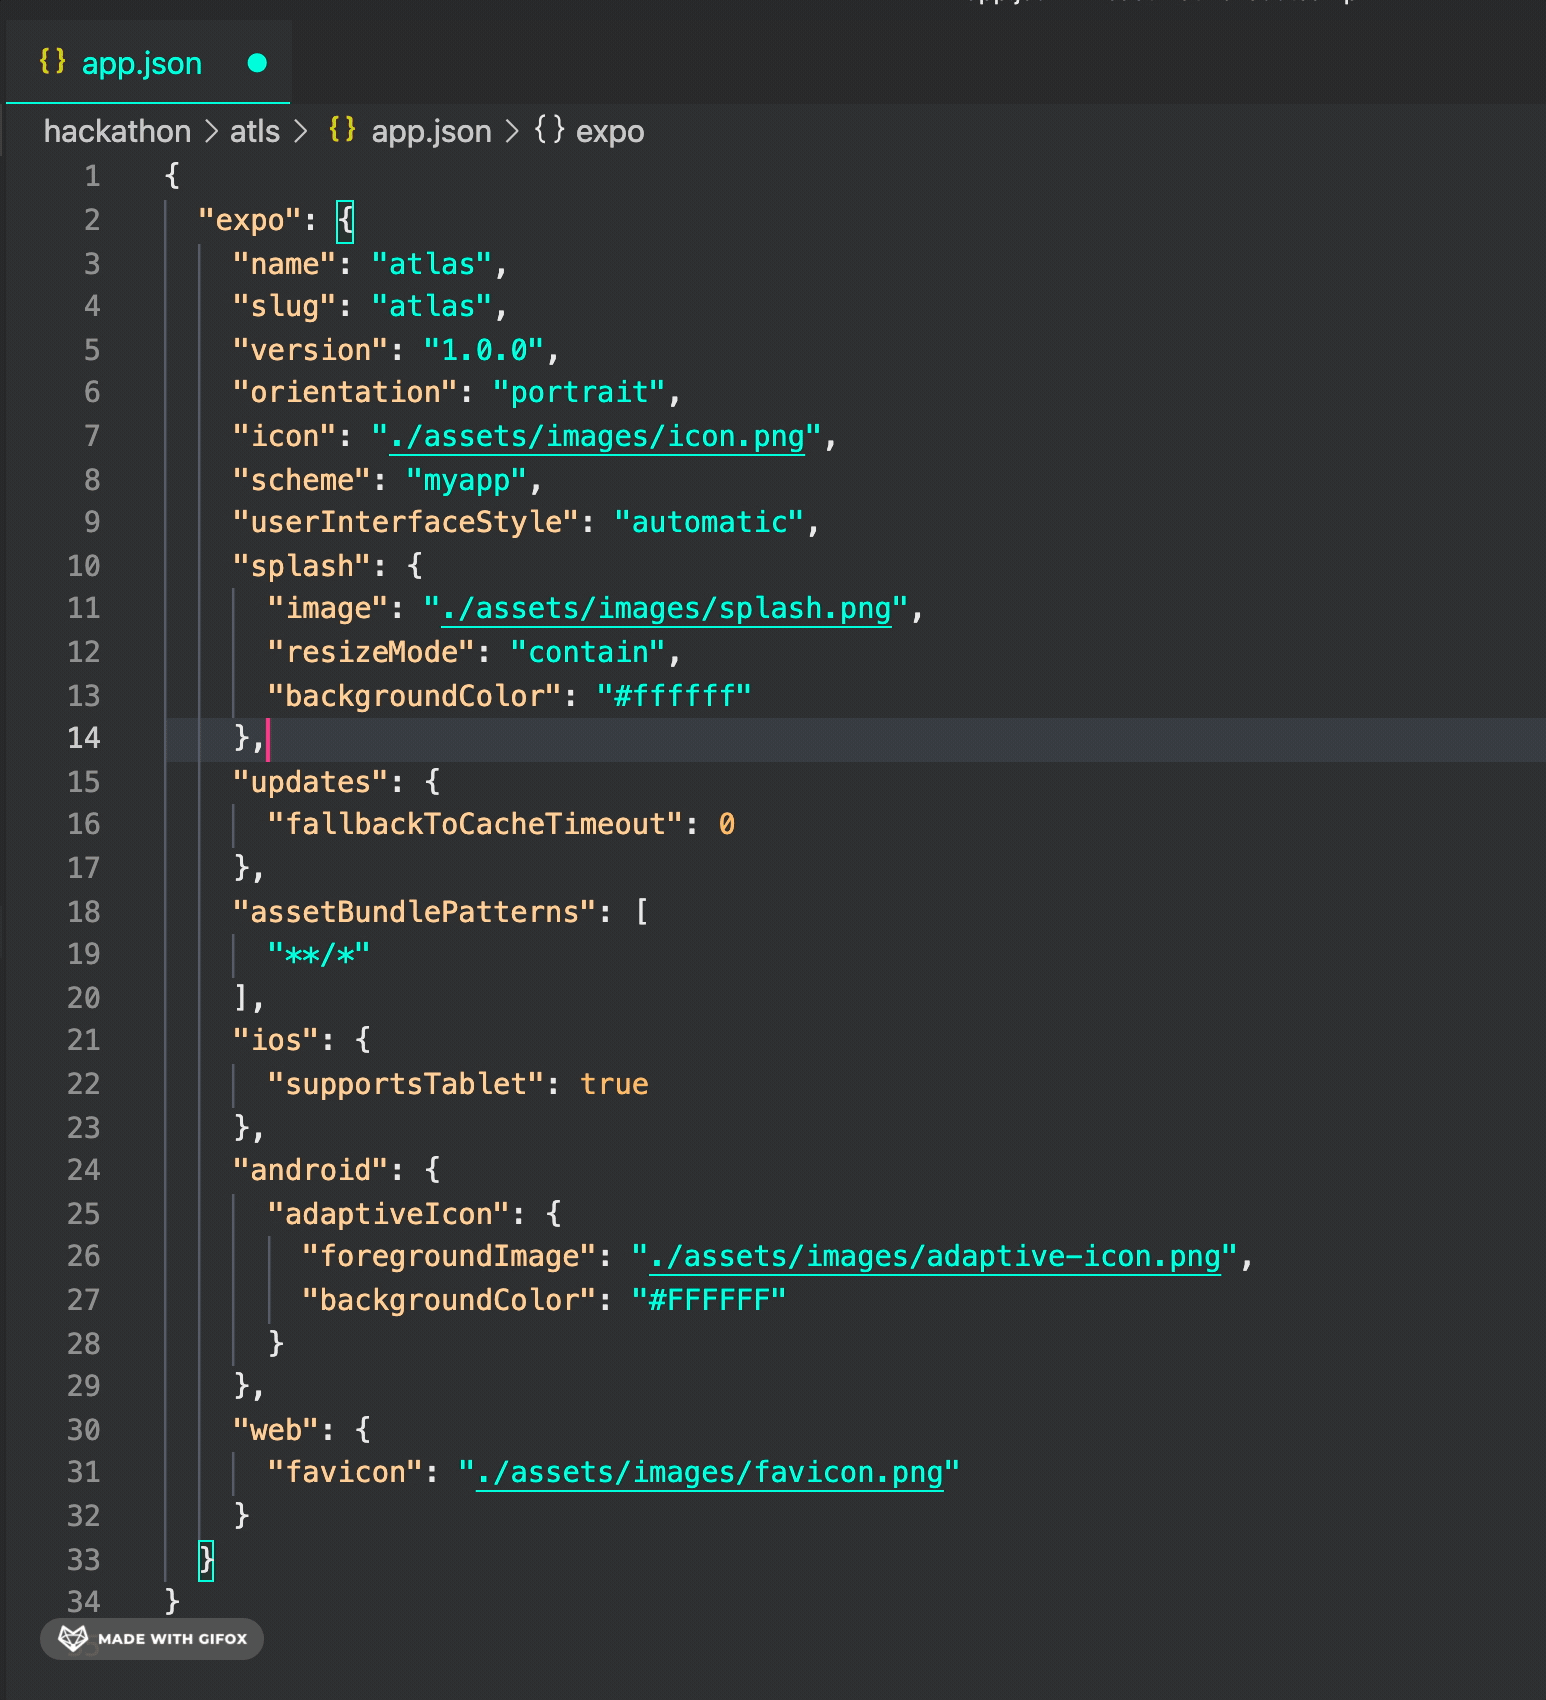 {} app.json
hackathon > atls > {} app.json > {} expo
1 {
2   "expo": {
3     "name": "atlas",
4     "slug": "atlas",
5     "version": "1.0.0",
6     "orientation": "portrait",
7     "icon": "./assets/images/icon.png",
8     "scheme": "myapp",
9     "userInterfaceStyle": "automatic",
10     "splash": {
11       "image": "./assets/images/splash.png",
12       "resizeMode": "contain",
13       "backgroundColor": "#ffffff"
14     },
15     "updates": {
16       "fallbackToCacheTimeout": 0
17     },
18     "assetBundlePatterns": [
19       "**/*"
20     ],
21     "ios": {
22       "supportsTablet": true
23     },
24     "android": {
25       "adaptiveIcon": {
26         "foregroundImage": "./assets/images/adaptive-icon.png",
27         "backgroundColor": "#FFFFFF"
28       }
29     },
30     "web": {
31       "favicon": "./assets/images/favicon.png"
32     }
33   }
34 }
MADE WITH GIFOX